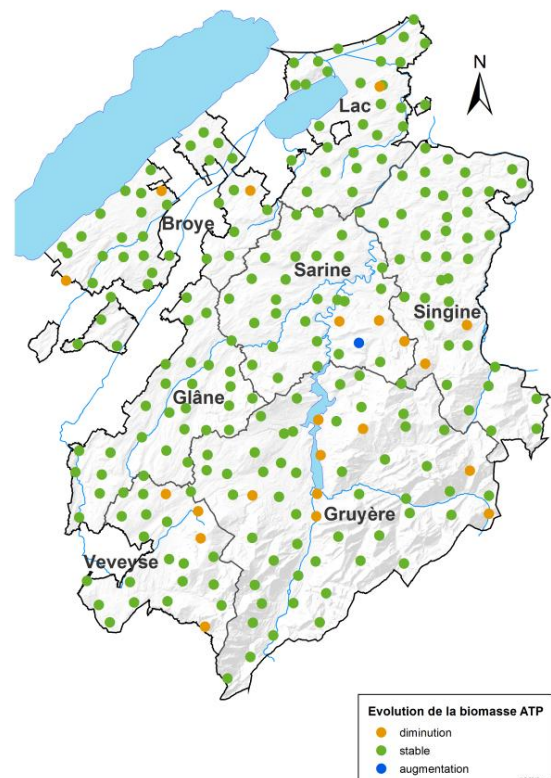 N
Lac
Broye
Sarine
Singine
Glâne
Gruyère
Veveyse
Evolution de la biomasse ATP
diminution
stable
augmentation